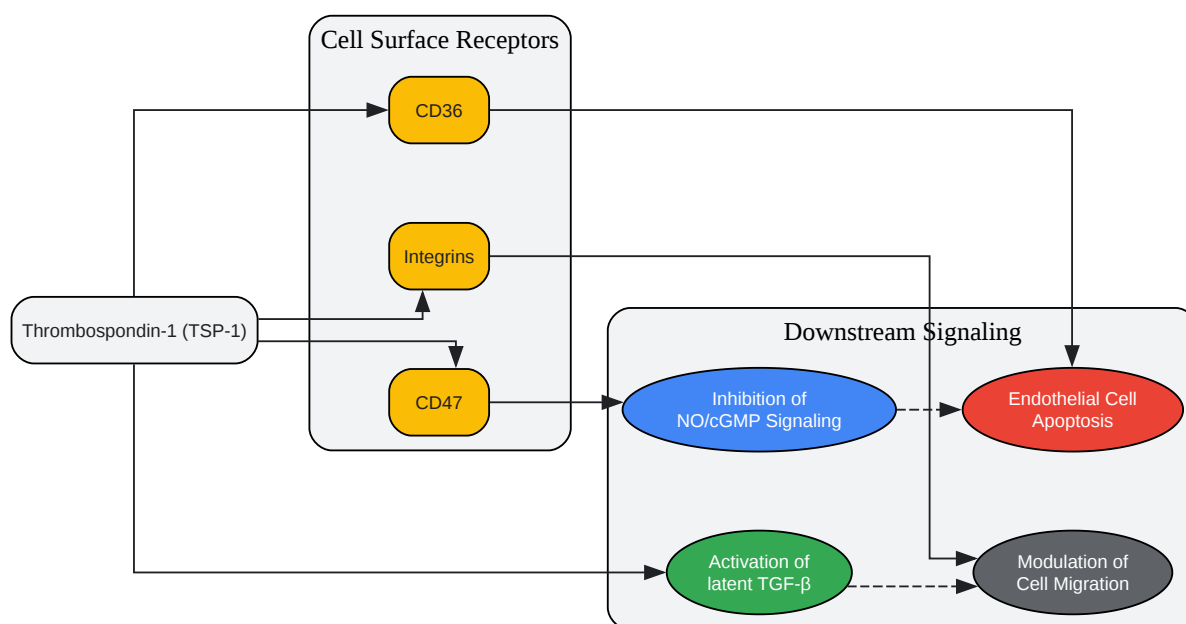 Cell Surface Receptors
CD36
Integrins
Thrombospondin-1 (TSP-1)
CD47
Downstream Signaling
Inhibition of
NO/cGMP Signaling
Endothelial Cell
Apoptosis
Activation of
latent TGF-β
Modulation of
Cell Migration